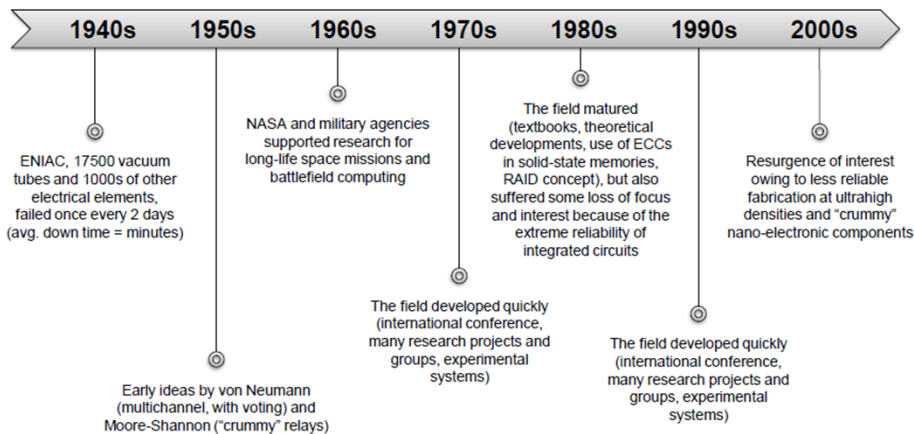 1940s 1950s 1960s 1970s 1980s 1990s 2000s
ENIAC, 17500 vacuum
tubes and 1000s of other
electrical elements,
failed once every 2 days
(avg. down time = minutes)
Early ideas by von Neumann
(multichannel, with voting) and
Moore-Shannon (“crummy” relays)
NASA and military agencies
supported research for
long-life space missions and
battlefield computing
The field developed quickly
(international conference,
many research projects and
groups, experimental
systems)
The field matured
(textbooks, theoretical
developments, use of ECCs
in solid-state memories,
RAID concept), but also
suffered some loss of focus
and interest because of the
extreme reliability of
integrated circuits
The field developed quickly
(international conference,
many research projects and
groups, experimental
systems)
Resurgence of interest
owing to less reliable
fabrication at ultrahigh
densities and “crummy”
nano-electronic components